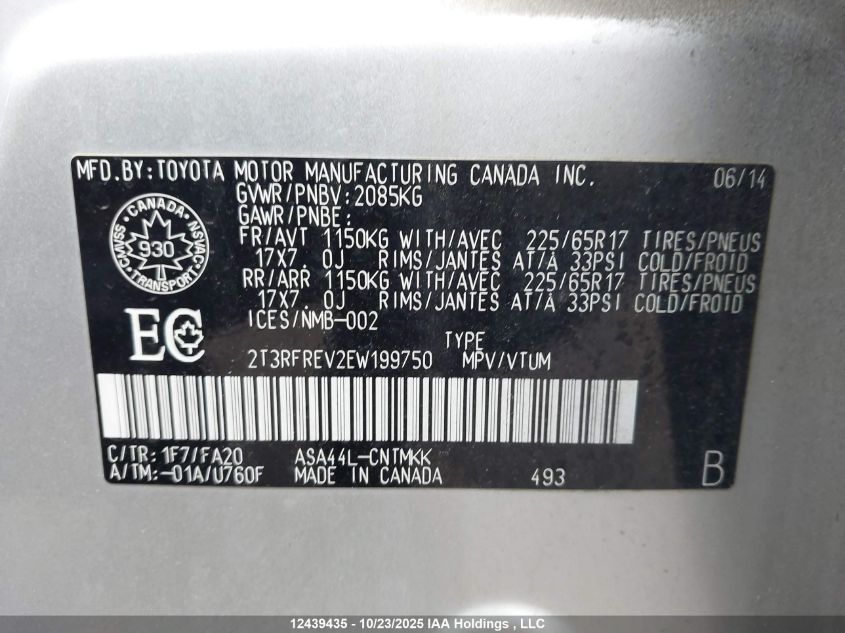 MFD.BY:TOYOTA MOTOR MANUFACTURING CANADA INC. 06/14
GVWR/PNBV:2085KG
GAWR/PNBE:
FR/AVT 1150KG WITH/AVEC 225/65R17 TIRES/PNEUS
17X7.0J RIMS/JANTES AT/À 33PSI COLD/FROID
RR/ARR 1150KG WITH/AVEC 225/65R17 TIRES/PNEUS
17X7.0J RIMS/JANTES AT/À 33PSI COLD/FROID
ICES/NMB-002
CANADA
CMVSS 930 NSVAC
TRANSPORT
EC
TYPE
2T3RFREV2EW199750 MPV/VTUM
C/TR:1F7/FA20 ASA44L-CNTMKK
A/TM:-01A/U760F MADE IN CANADA 493 B
12439435 - 10/23/2025 IAA Holdings, LLC